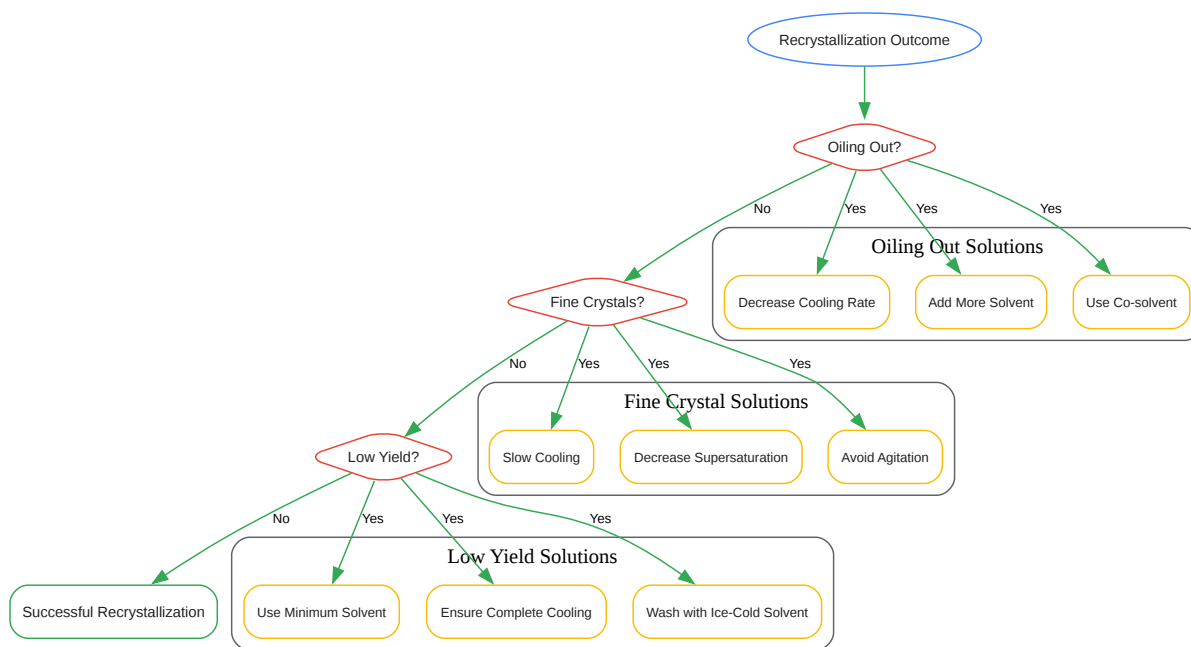 Recrystallization Outcome
Oiling Out?
No
Yes
Yes
Yes
Oiling Out Solutions
Decrease Cooling Rate
Add More Solvent
Use Co-solvent
Fine Crystals?
No
Yes
Yes
Yes
Fine Crystal Solutions
Slow Cooling
Decrease Supersaturation
Avoid Agitation
Low Yield?
No
Yes
Yes
Yes
Low Yield Solutions
Successful Recrystallization
Use Minimum Solvent
Ensure Complete Cooling
Wash with Ice-Cold Solvent